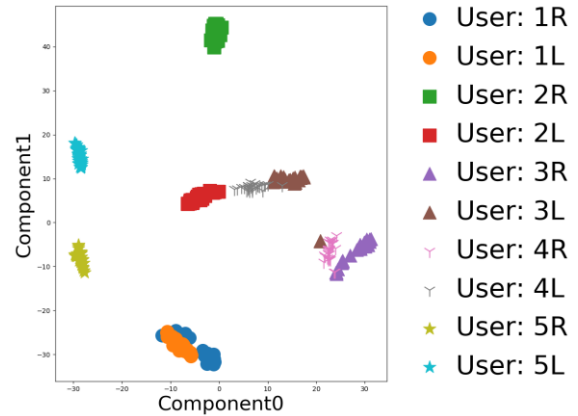 Component1
40
30
20
10
0
−10
−20
−30
−30 −20 −10 0 10 20 30
Component0
User: 1R
User: 1L
User: 2R
User: 2L
User: 3R
User: 3L
User: 4R
User: 4L
User: 5R
User: 5L